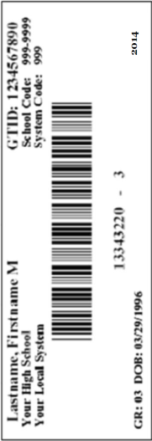 Lastname, Firstname M GTID: 1234567890
Your High School School Code: 999-9999
Your Local System System Code: 999
13343220 - 3
GR: 03 DOB: 03/29/1996 2014